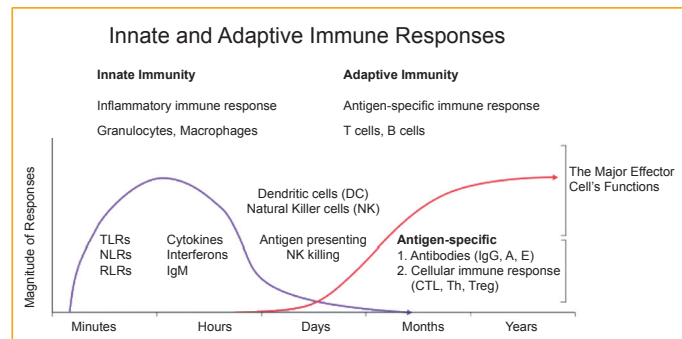 Innate and Adaptive Immune Responses
Innate Immunity
Adaptive Immunity
Inflammatory immune response
Antigen-specific immune response
Granulocytes, Macrophages
T cells, B cells
Magnitude of Responses
TLRs
NLRs
RLRs
Cytokines
Interferons
IgM
Dendritic cells (DC)
Natural Killer cells (NK)
Antigen presenting
NK killing
Antigen-specific
1. Antibodies (IgG, A, E)
2. Cellular immune response
(CTL, Th, Treg)
The Major Effector
Cell's Functions
Minutes
Hours
Days
Months
Years